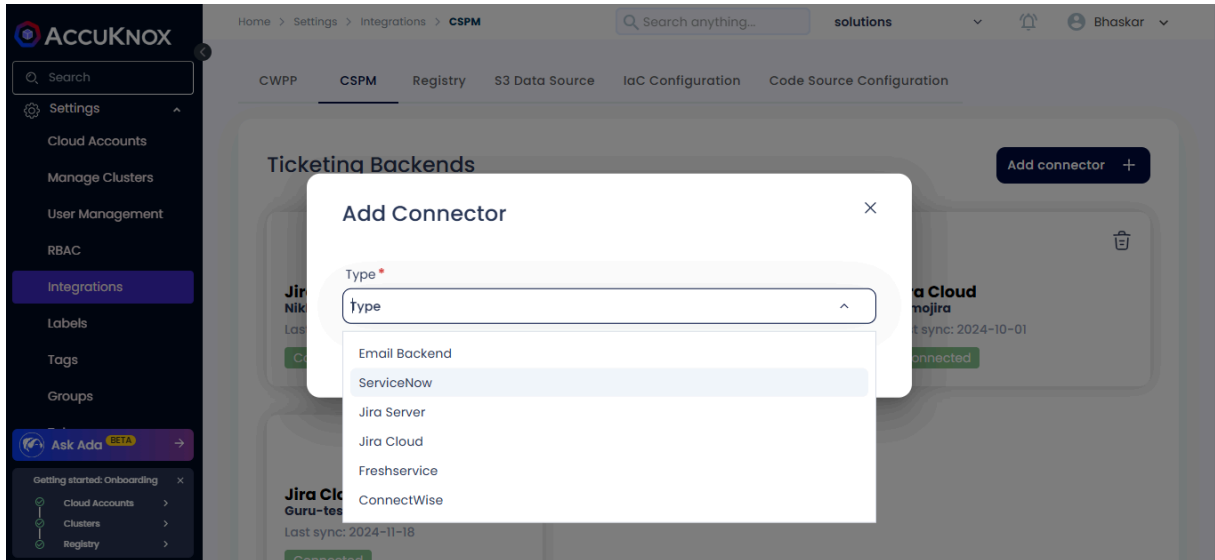 ACCUKNOX
Home > Settings > Integrations > CSPM
Search anything...
solutions
Bhaskar
Search
Settings
Cloud Accounts
Manage Clusters
User Management
RBAC
Integrations
Labels
Tags
Groups
Ask Ada BETA
Getting started: Onboarding
Cloud Accounts
Clusters
Registry
CWPP CSPM Registry S3 Data Source IaC Configuration Code Source Configuration
Ticketing Backends
Add connector +
Add Connector
Type *
Type
Email Backend
ServiceNow
Jira Server
Jira Cloud
Freshservice
ConnectWise
sync: 2024-10-01
Guru-tes
Last sync: 2024-11-18
Connected